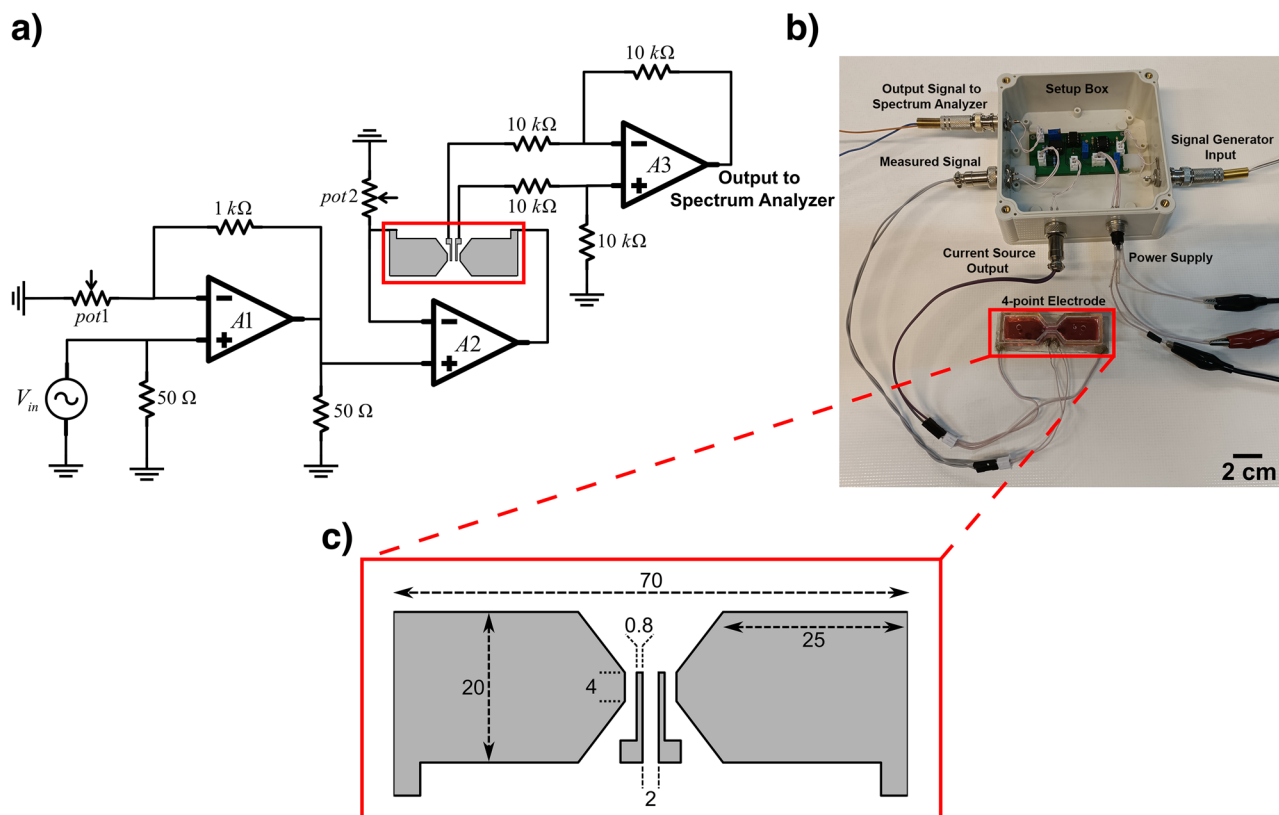 a)
10 kΩ
10 kΩ
10 kΩ
A3
Output to
Spectrum Analyzer
pot2
10 kΩ
1 kΩ
pot1
A1
A2
V_in
50 Ω
50 Ω
b)
Output Signal to
Spectrum Analyzer
Setup Box
Signal Generator
Input
Measured Signal
Current Source
Output
Power Supply
4-point Electrode
2 cm
c)
70
0.8
25
20
4
2